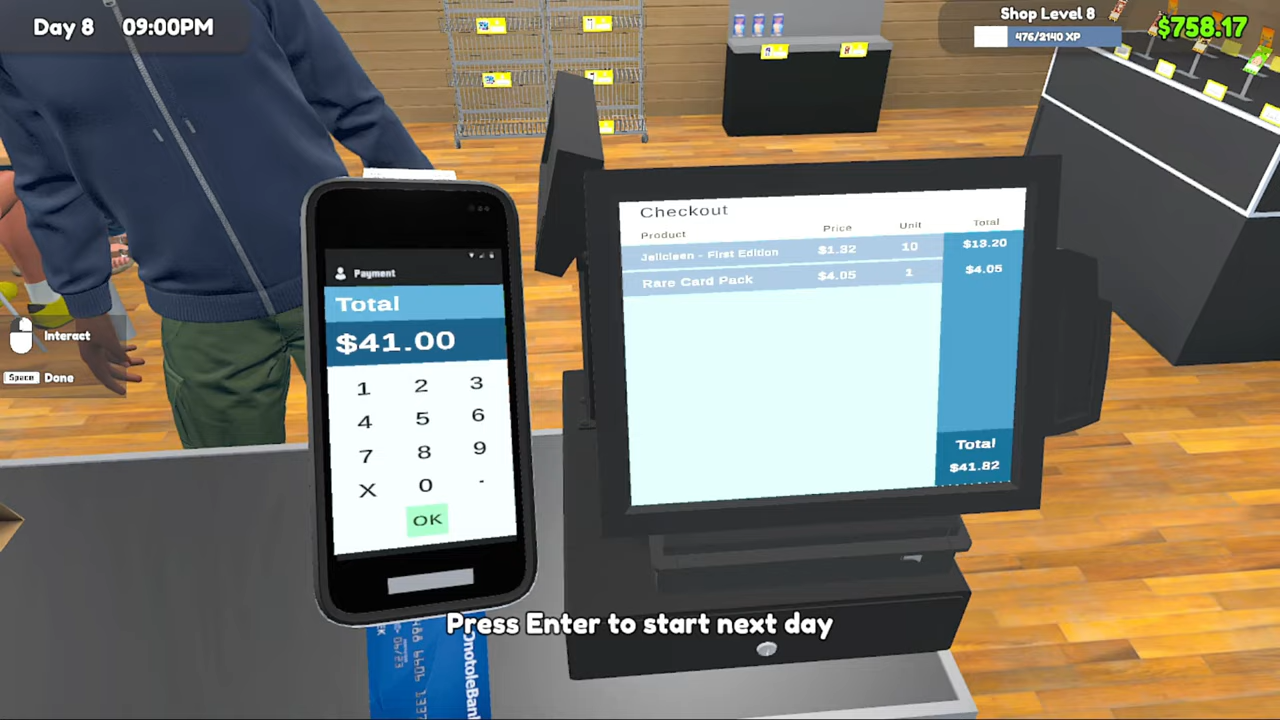 Day 8 09:00PM
Shop Level 8
476/2140 XP
$758.17
Interact
Space Done
Payment
Total
$41.00
1 2 3
4 5 6
7 8 9
X 0 .
OK
Checkout
Product Price Unit Total
Jellclean - First Edition $1.32 10 $13.20
Rare Card Pack $4.05 1 $4.05
Total
$41.82
Press Enter to start next day
OnotoleBank